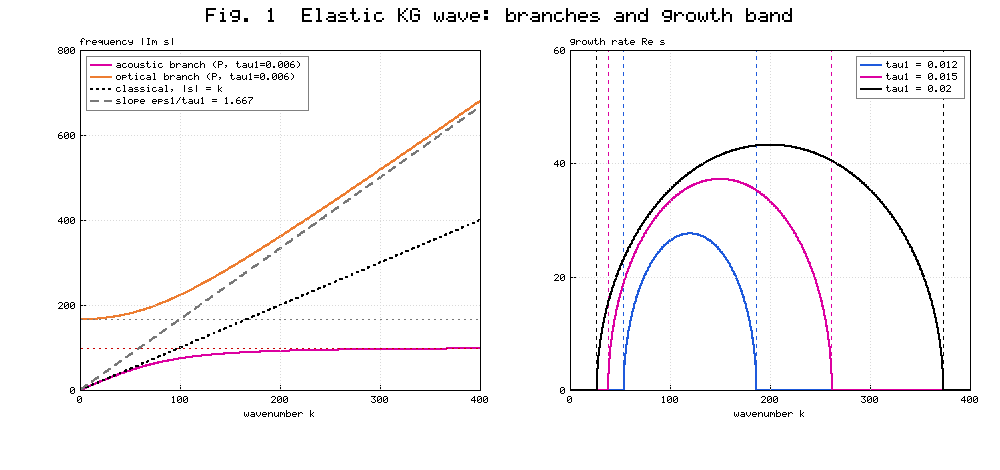 Fig. 1  Elastic KG wave: branches and growth band
frequency |Im s|
800
600
400
200
0
acoustic branch (P, tau1=0.006)
optical branch (P, tau1=0.006)
classical, |s| = k
slope eps1/tau1 = 1.667
0 100 200 300 400
wavenumber k
growth rate Re s
60
40
20
0
tau1 = 0.012
tau1 = 0.015
tau1 = 0.02
0 100 200 300 400
wavenumber k